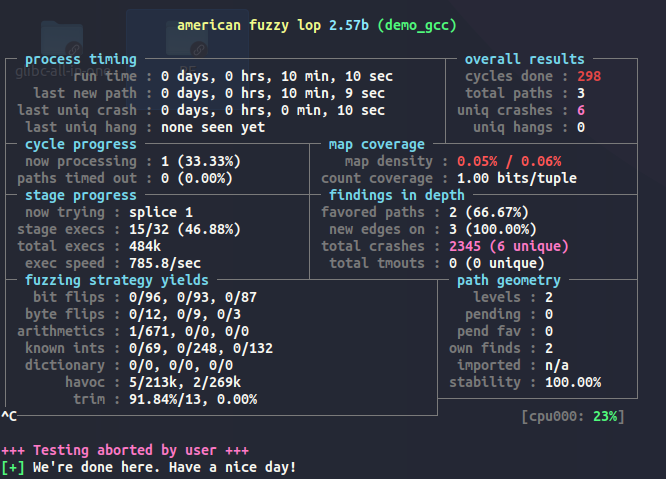 american fuzzy lop 2.57b (demo_gcc)
process timing
run time : 0 days, 0 hrs, 10 min, 10 sec
last new path : 0 days, 0 hrs, 10 min, 9 sec
last uniq crash : 0 days, 0 hrs, 0 min, 10 sec
last uniq hang : none seen yet
overall results
cycles done : 298
total paths : 3
uniq crashes : 6
uniq hangs : 0
cycle progress
now processing : 1 (33.33%)
paths timed out : 0 (0.00%)
map coverage
map density : 0.05% / 0.06%
count coverage : 1.00 bits/tuple
stage progress
now trying : splice 1
stage execs : 15/32 (46.88%)
total execs : 484k
exec speed : 785.8/sec
findings in depth
favored paths : 2 (66.67%)
new edges on : 3 (100.00%)
total crashes : 2345 (6 unique)
total tmouts : 0 (0 unique)
fuzzing strategy yields
bit flips : 0/96, 0/93, 0/87
byte flips : 0/12, 0/9, 0/3
arithmetics : 1/671, 0/0, 0/0
known ints : 0/69, 0/248, 0/132
dictionary : 0/0, 0/0, 0/0
havoc : 5/213k, 2/269k
trim : 91.84%/13, 0.00%
path geometry
levels : 2
pending : 0
pend fav : 0
own finds : 2
imported : n/a
stability : 100.00%
^C
[cpu000: 23%]
+++ Testing aborted by user +++
[+] We're done here. Have a nice day!